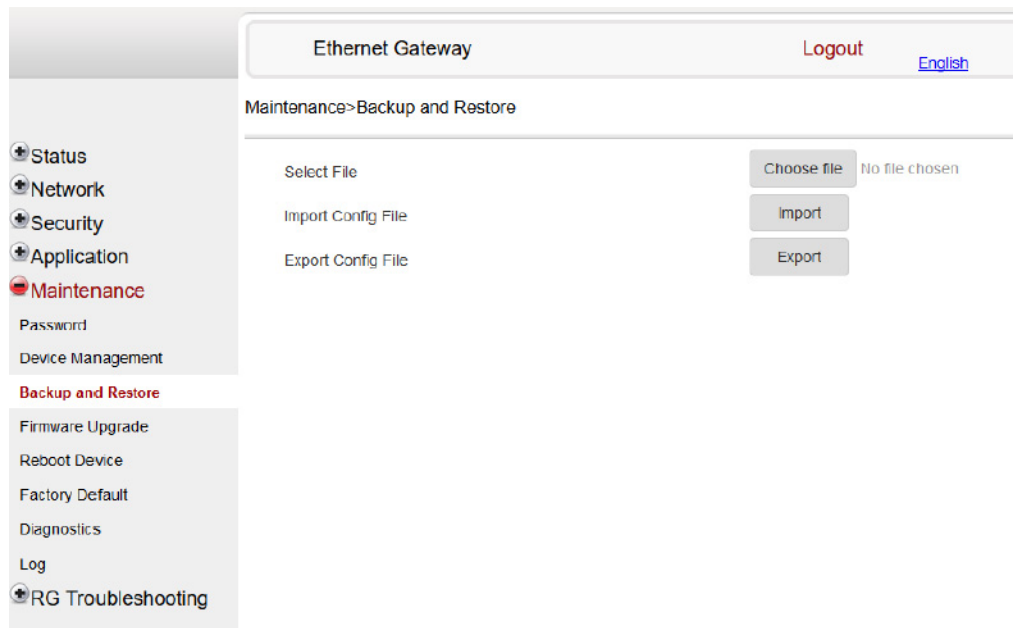 Ethernet Gateway
Logout
English
Maintenance>Backup and Restore
Status
Network
Security
Application
Maintenance
Password
Device Management
Backup and Restore
Firmware Upgrade
Reboot Device
Factory Default
Diagnostics
Log
RG Troubleshooting
Select File
Choose file No file chosen
Import Config File
Import
Export Config File
Export